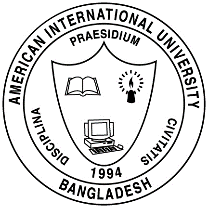 AMERICAN INTERNATIONAL UNIVERSITY
PRAESIDIUM
DISCIPLINA
CIVITATIS
1994
BANGLADESH